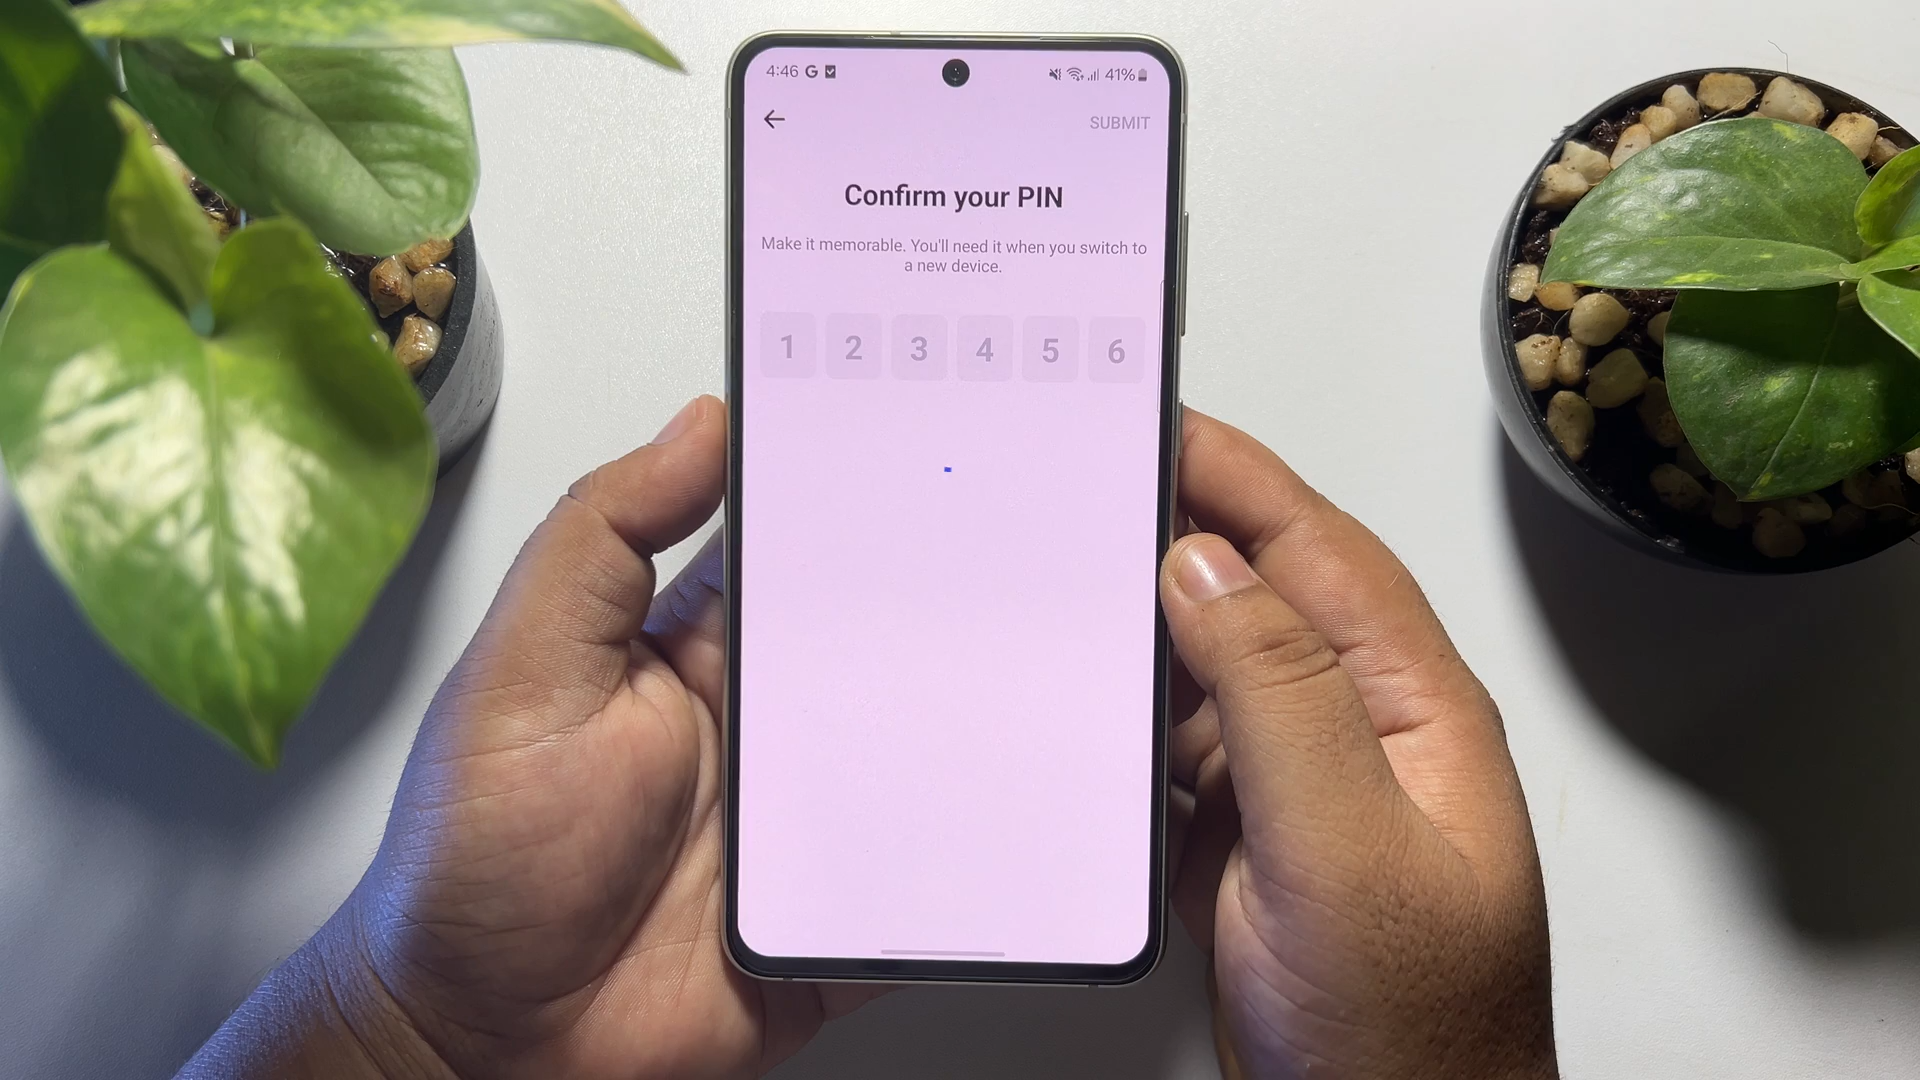 4:46 G 41%
SUBMIT
Confirm your PIN
Make it memorable. You'll need it when you switch to
a new device.
1 2 3 4 5 6